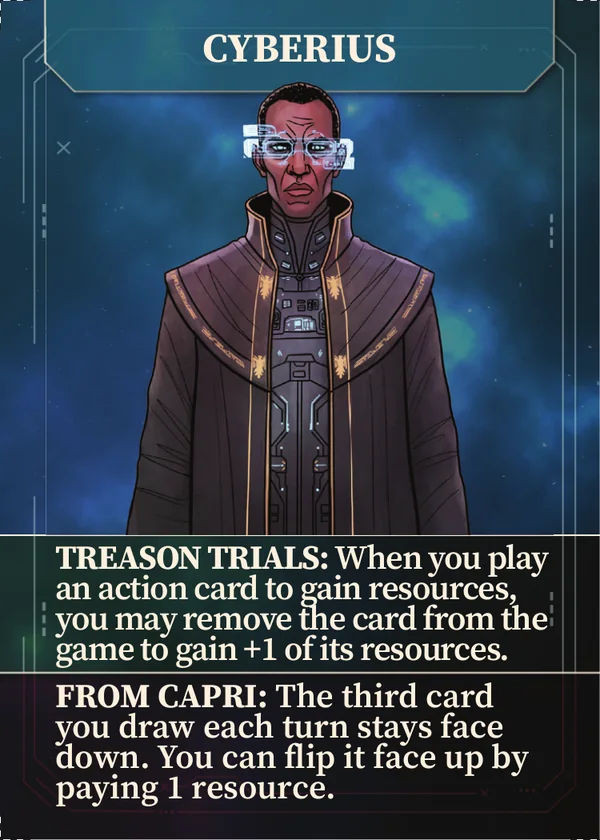 CYBERIUS
TREASON TRIALS: When you play
an action card to gain resources,
you may remove the card from the
game to gain +1 of its resources.
FROM CAPRI: The third card
you draw each turn stays face
down. You can flip it face up by
paying 1 resource.